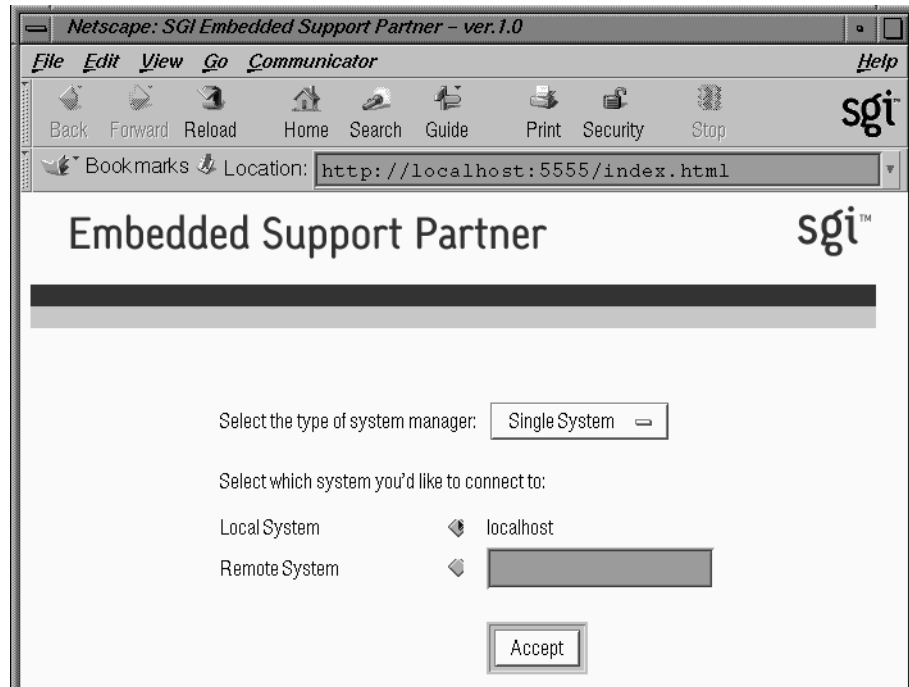 Netscape: SGI Embedded Support Partner – ver.1.0
File Edit View Go Communicator Help
Back Forward Reload Home Search Guide Print Security Stop
sgi
Bookmarks Location: http://localhost:5555/index.html
Embedded Support Partner sgi™
Select the type of system manager: Single System
Select which system you'd like to connect to:
Local System localhost
Remote System
Accept